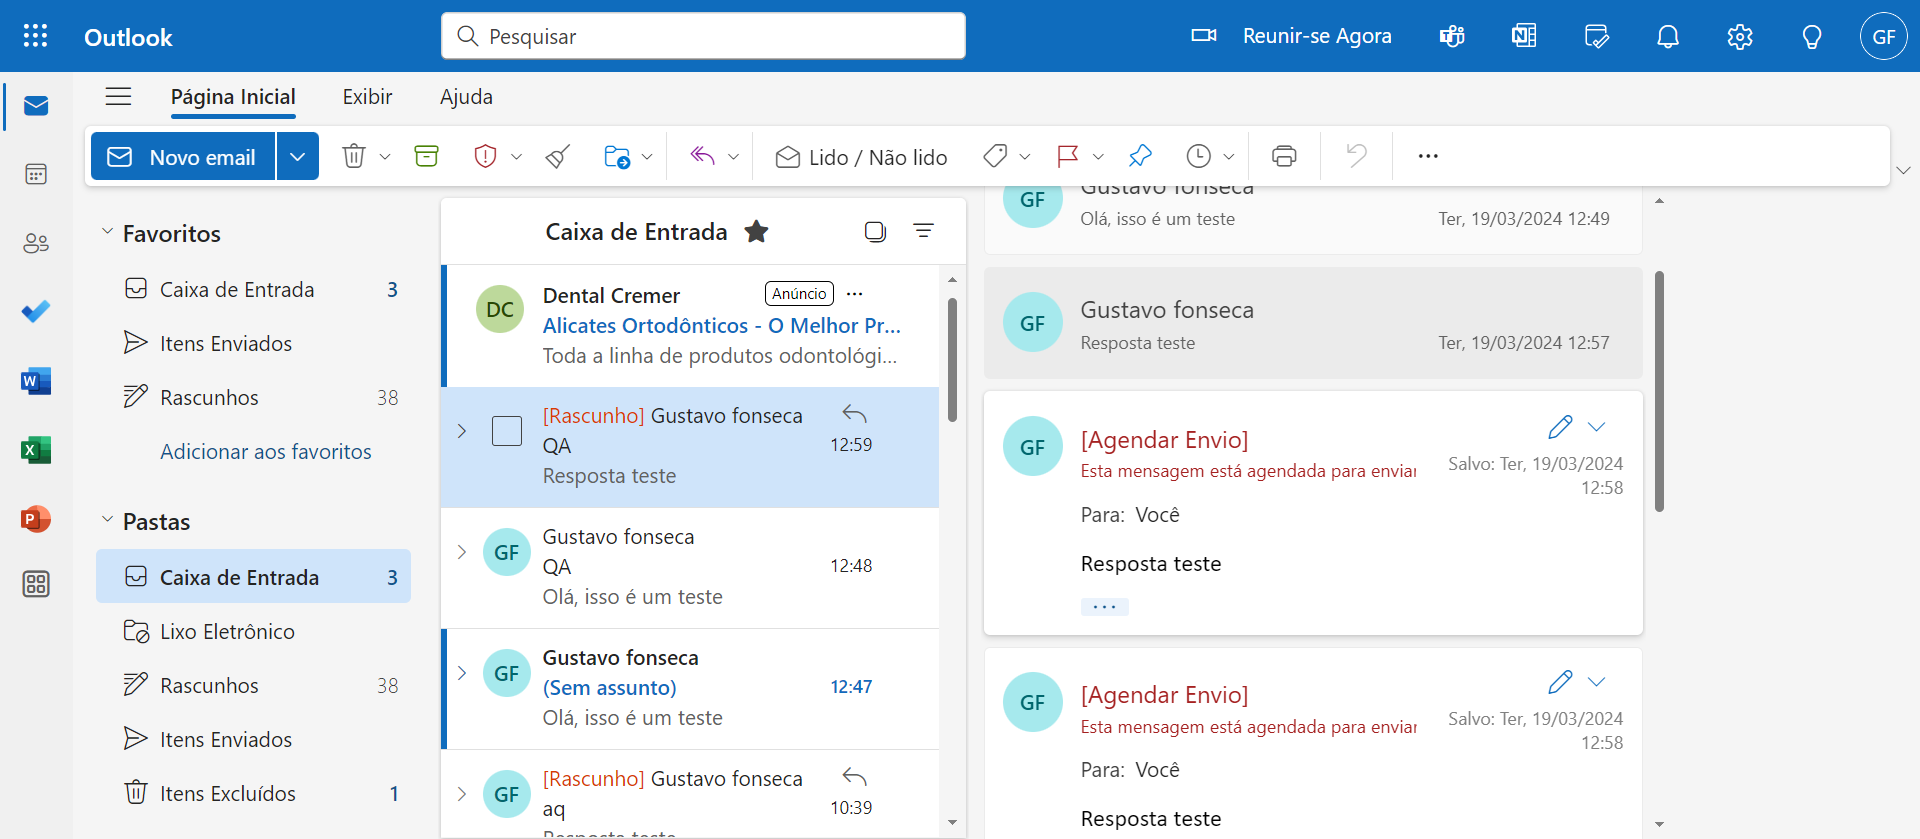 Outlook
Pesquisar
Reunir-se Agora
GF
Página Inicial
Exibir
Ajuda
Novo email
Lido / Não lido
Favoritos
Caixa de Entrada 3
Itens Enviados
Rascunhos 38
Adicionar aos favoritos
Pastas
Caixa de Entrada 3
Lixo Eletrônico
Rascunhos 38
Itens Enviados
Itens Excluídos 1
Caixa de Entrada
DC
Dental Cremer Anúncio
Alicates Ortodônticos - O Melhor Pr...
Toda a linha de produtos odontológi...
[Rascunho] Gustavo fonseca
QA 12:59
Resposta teste
GF
Gustavo fonseca
QA 12:48
Olá, isso é um teste
GF
Gustavo fonseca
(Sem assunto) 12:47
Olá, isso é um teste
GF
[Rascunho] Gustavo fonseca
aq 10:39
Resposta teste
GF
Gustavo fonseca
Olá, isso é um teste Ter, 19/03/2024 12:49
GF
Gustavo fonseca
Resposta teste Ter, 19/03/2024 12:57
GF
[Agendar Envio]
Esta mensagem está agendada para enviar
Salvo: Ter, 19/03/2024
12:58
Para: Você
Resposta teste
GF
[Agendar Envio]
Esta mensagem está agendada para enviar
Salvo: Ter, 19/03/2024
12:58
Para: Você
Resposta teste